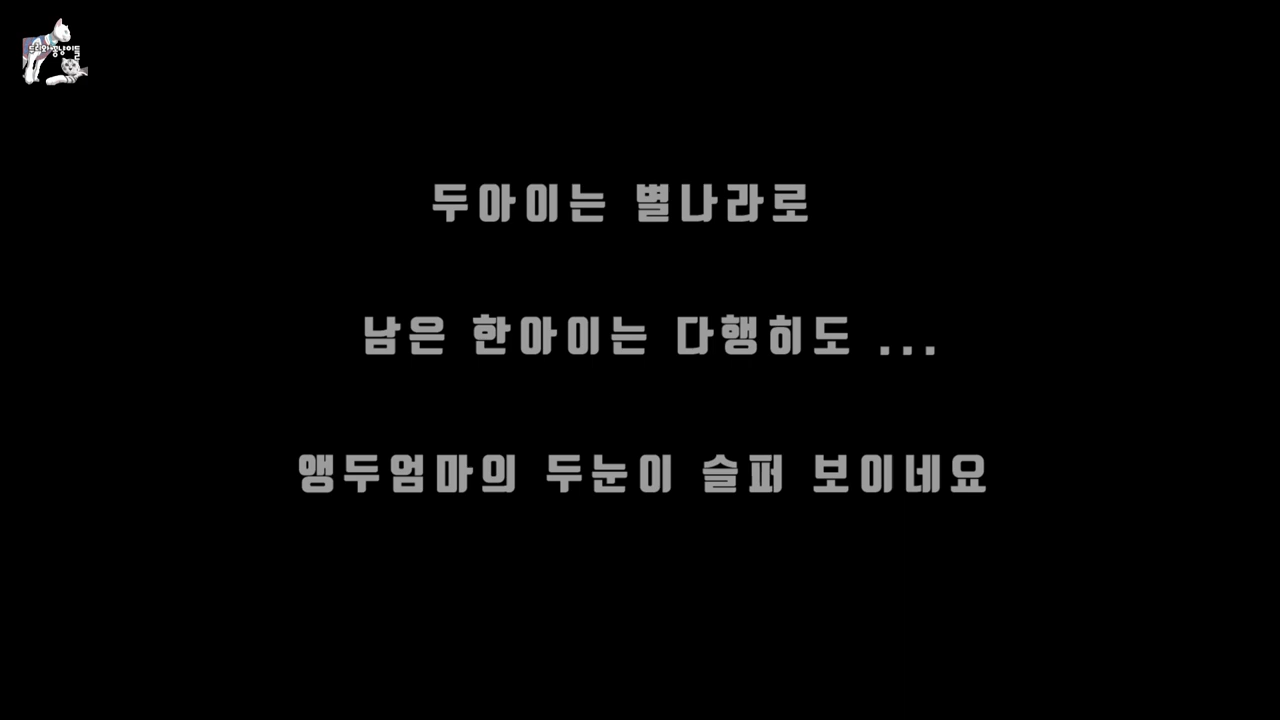 두아이는 별나라로
남은 한아이는 다행히도 ...
앵두엄마의 두눈이 슬퍼 보이네요